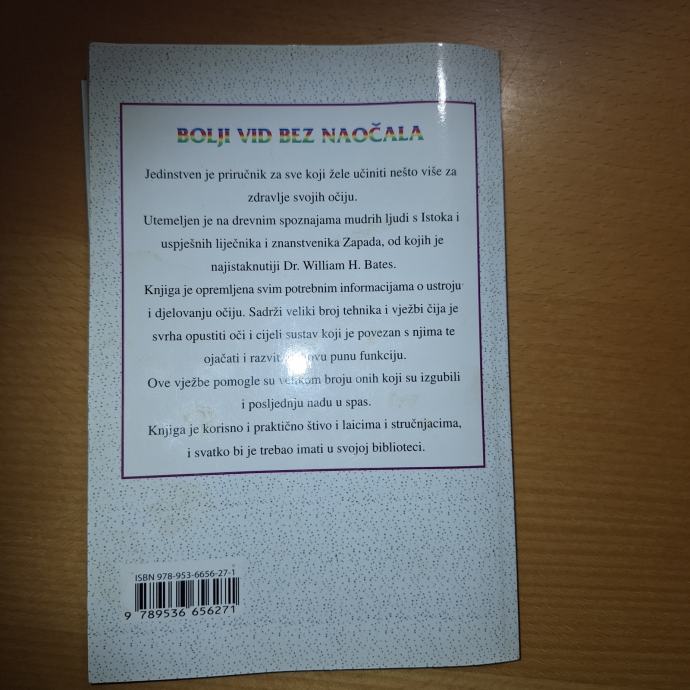 BOLJI VID BEZ NAOČALA
Jedinstven je priručnik za sve koji žele učiniti nešto više za
zdravlje svojih očiju.
Utemeljen je na drevnim spoznajama mudrih ljudi s Istoka i
uspješnih liječnika i znanstvenika Zapada, od kojih je
najistaknutiji Dr. William H. Bates.
Knjiga je opremljena svim potrebnim informacijama o ustroju
i djelovanju očiju. Sadrži veliki broj tehnika i vježbi čija je
svrha opustiti oči i cijeli sustav koji je povezan s njima te
ojačati i punu funkciju.
Ove vježbe pomogle su velikom broju onih koji su izgubili
i posljednju nadu u spas.
Knjiga je korisno i praktično štivo i laicima i stručnjacima,
i svatko bi je trebao imati u svojoj biblioteci.
ISBN 978-953-6656-27-1
9 789536 656271